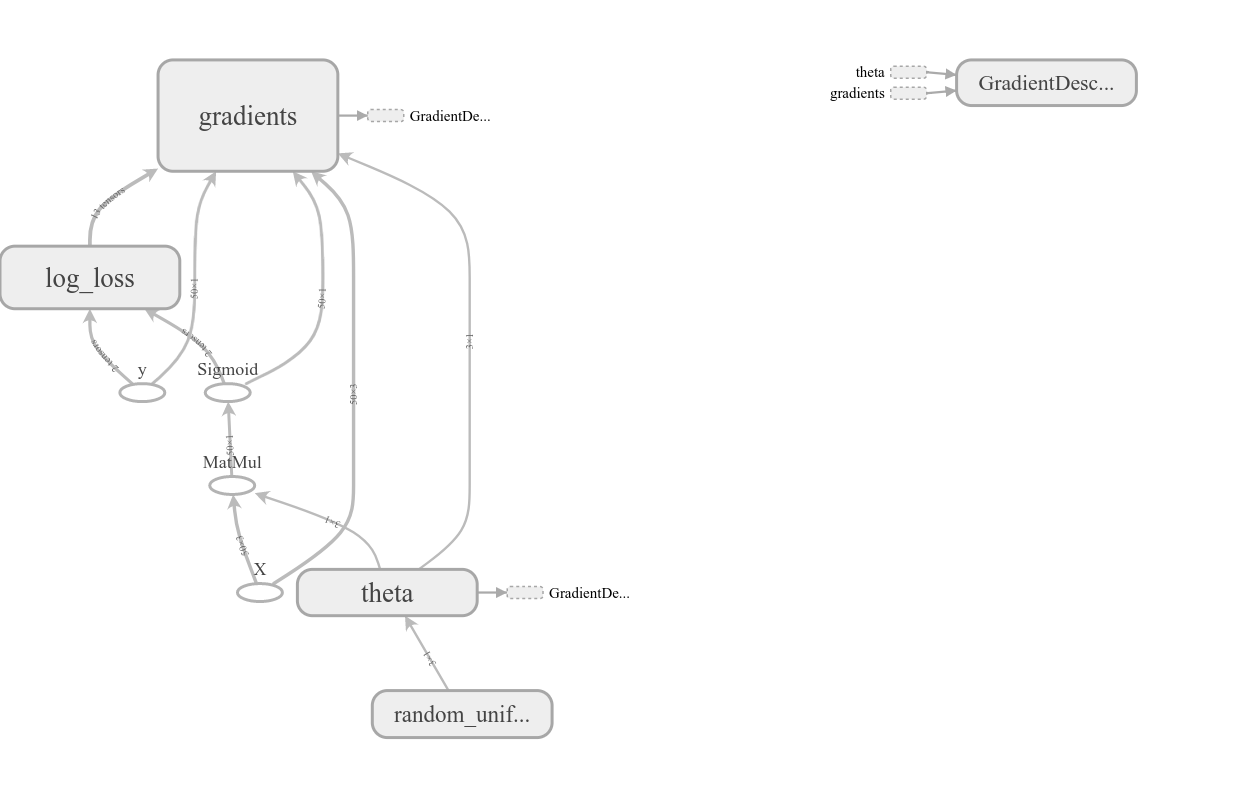 theta
gradients
GradientDesc...
gradients
GradientDe...
13 tensors
log_loss
50×1
50×1
3×1
2 tensors
2 tensors
y
Sigmoid
50×3
50×1
MatMul
3×1
50×3
X
theta
GradientDe...
3×1
random_unif...